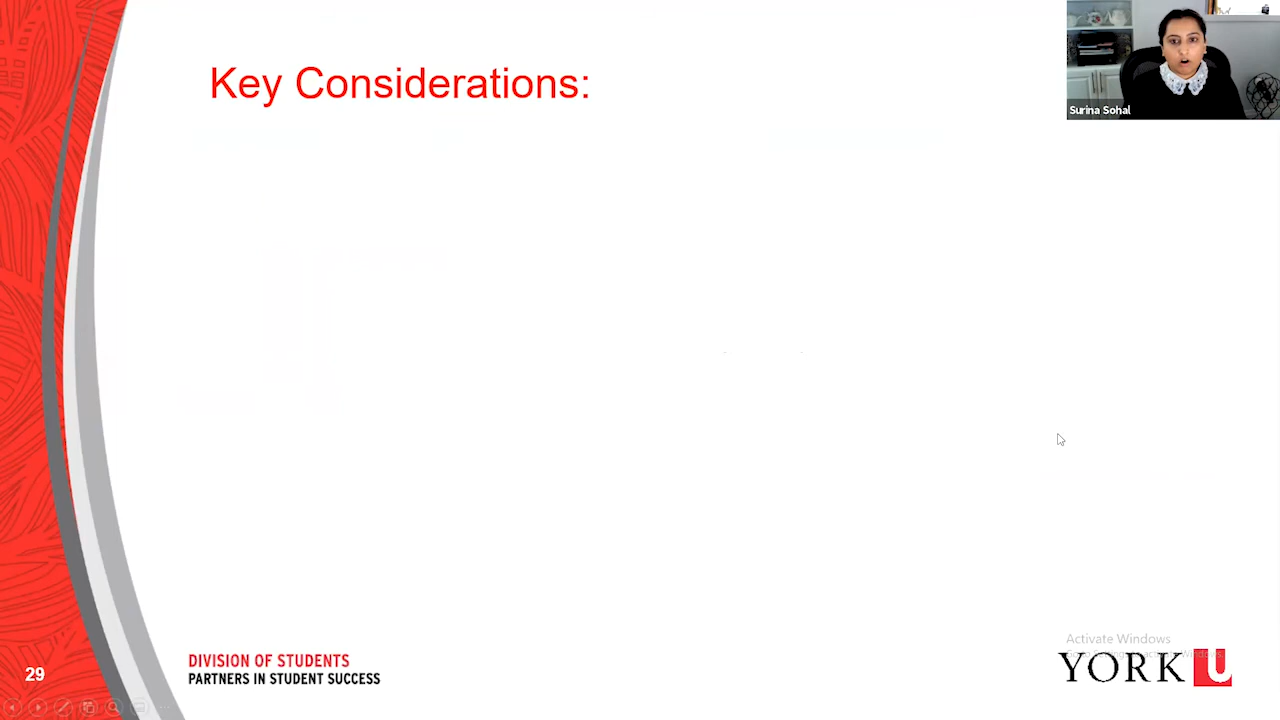 Key Considerations:
Surina Sohal
Activate Windows
YORK U
DIVISION OF STUDENTS
PARTNERS IN STUDENT SUCCESS
29